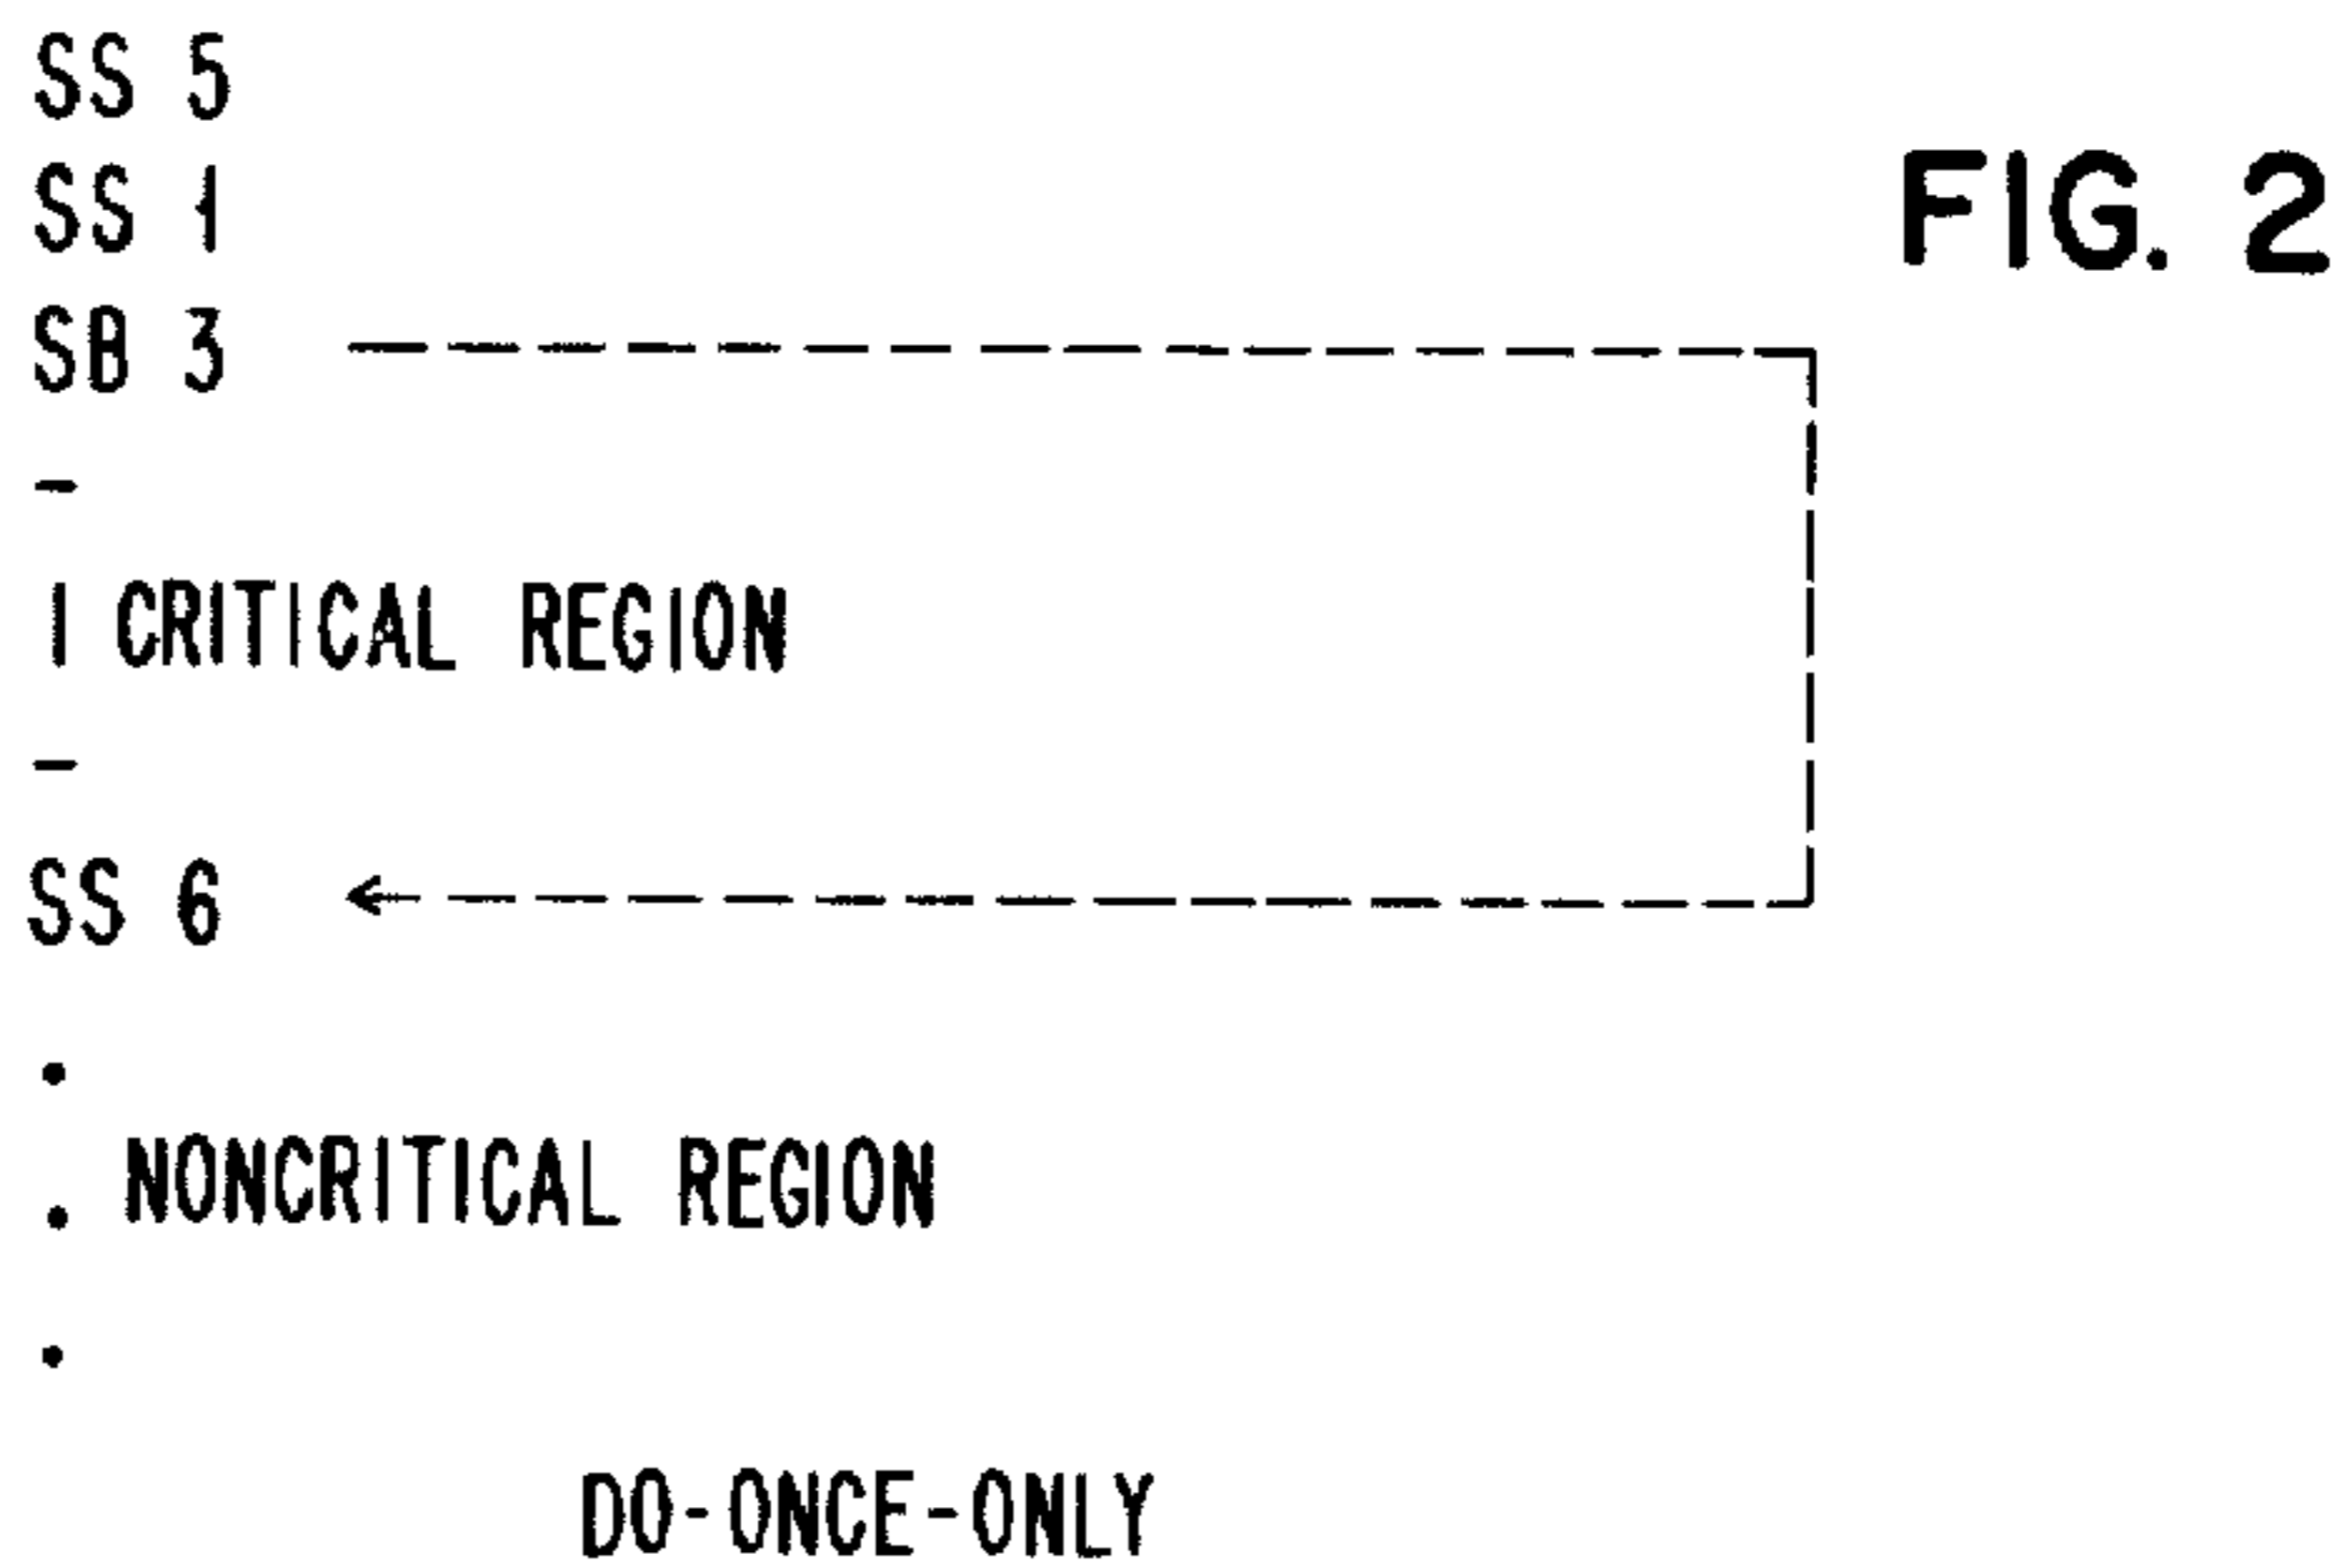 SS 5
SS 1
FIG. 2
SB 3
-
| CRITICAL REGION
-
SS 6
.
. NONCRITICAL REGION
.
DO-ONCE-ONLY